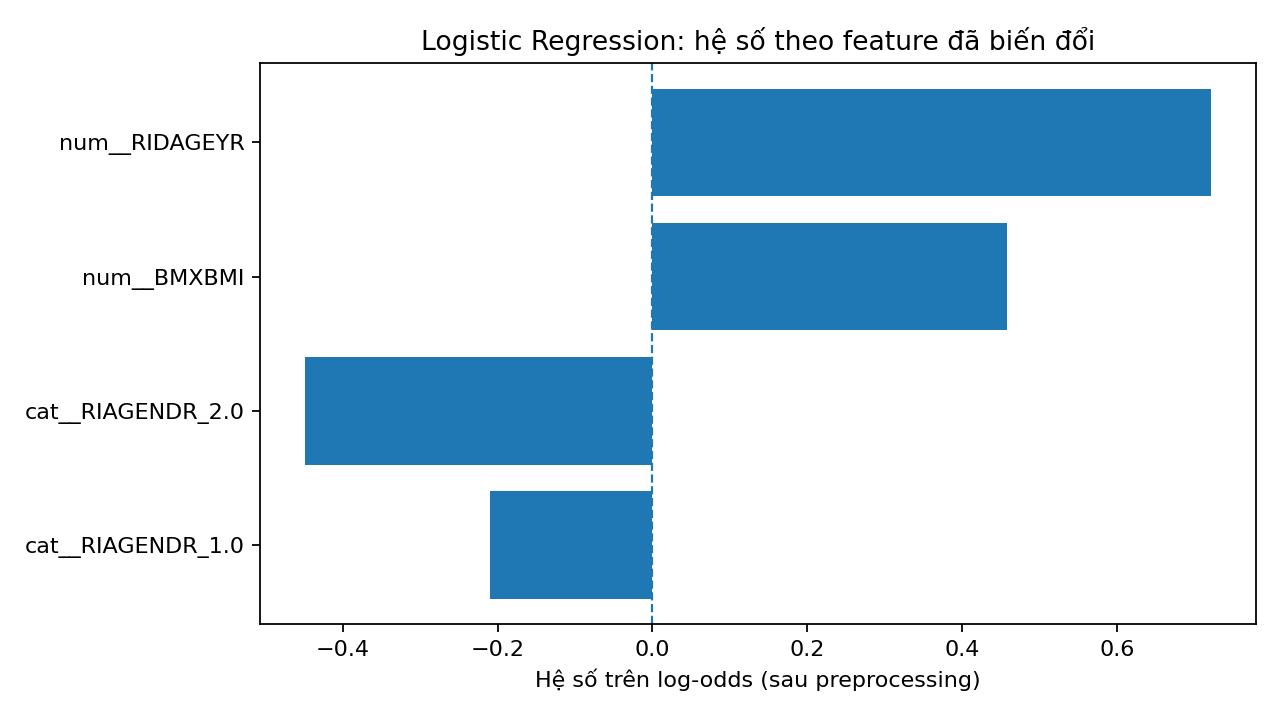 Logistic Regression: hệ số theo feature đã biến đổi
num__RIDAGEYR
num__BMXBMI
cat__RIAGENDR_2.0
cat__RIAGENDR_1.0
−0.4 −0.2 0.0 0.2 0.4 0.6
Hệ số trên log-odds (sau preprocessing)